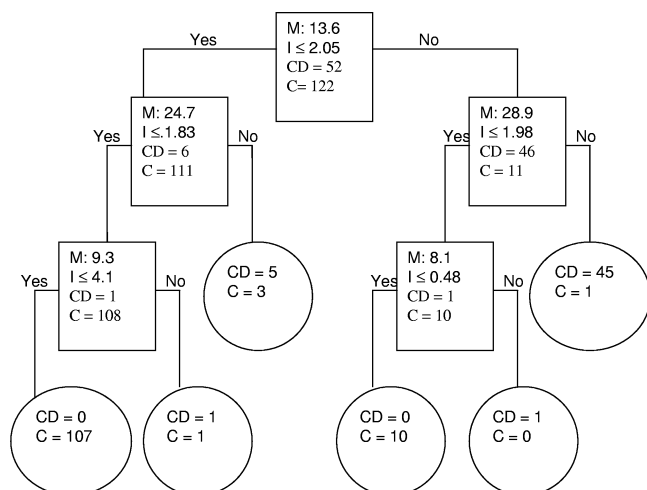 M: 13.6
I ≤ 2.05
CD = 52
C= 122
Yes
No
M: 24.7
I ≤.1.83
CD = 6
C = 111
Yes
No
M: 28.9
I ≤ 1.98
CD = 46
C = 11
Yes
No
M: 9.3
I ≤ 4.1
CD = 1
C = 108
Yes
No
CD = 5
C = 3
M: 8.1
I ≤ 0.48
CD = 1
C = 10
Yes
No
CD = 45
C = 1
CD = 0
C = 107
CD = 1
C = 1
CD = 0
C = 10
CD = 1
C = 0